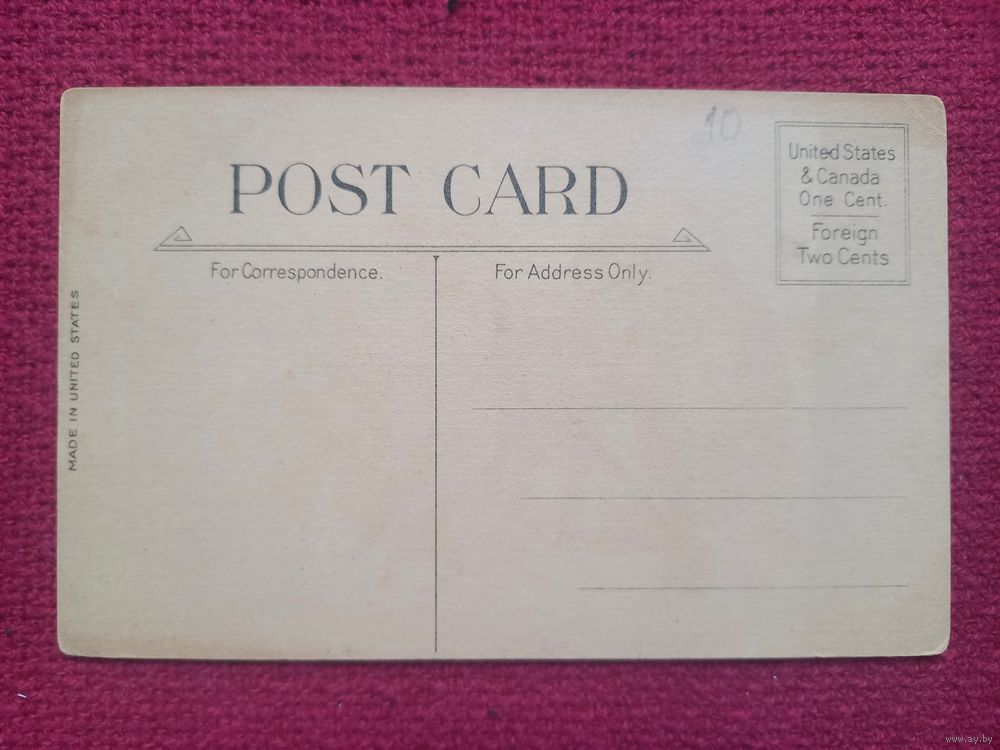 10
POST CARD
United States
& Canada
One Cent.
Foreign
Two Cents
For Correspondence.
For Address Only.
MADE IN UNITED STATES
www.ay.by